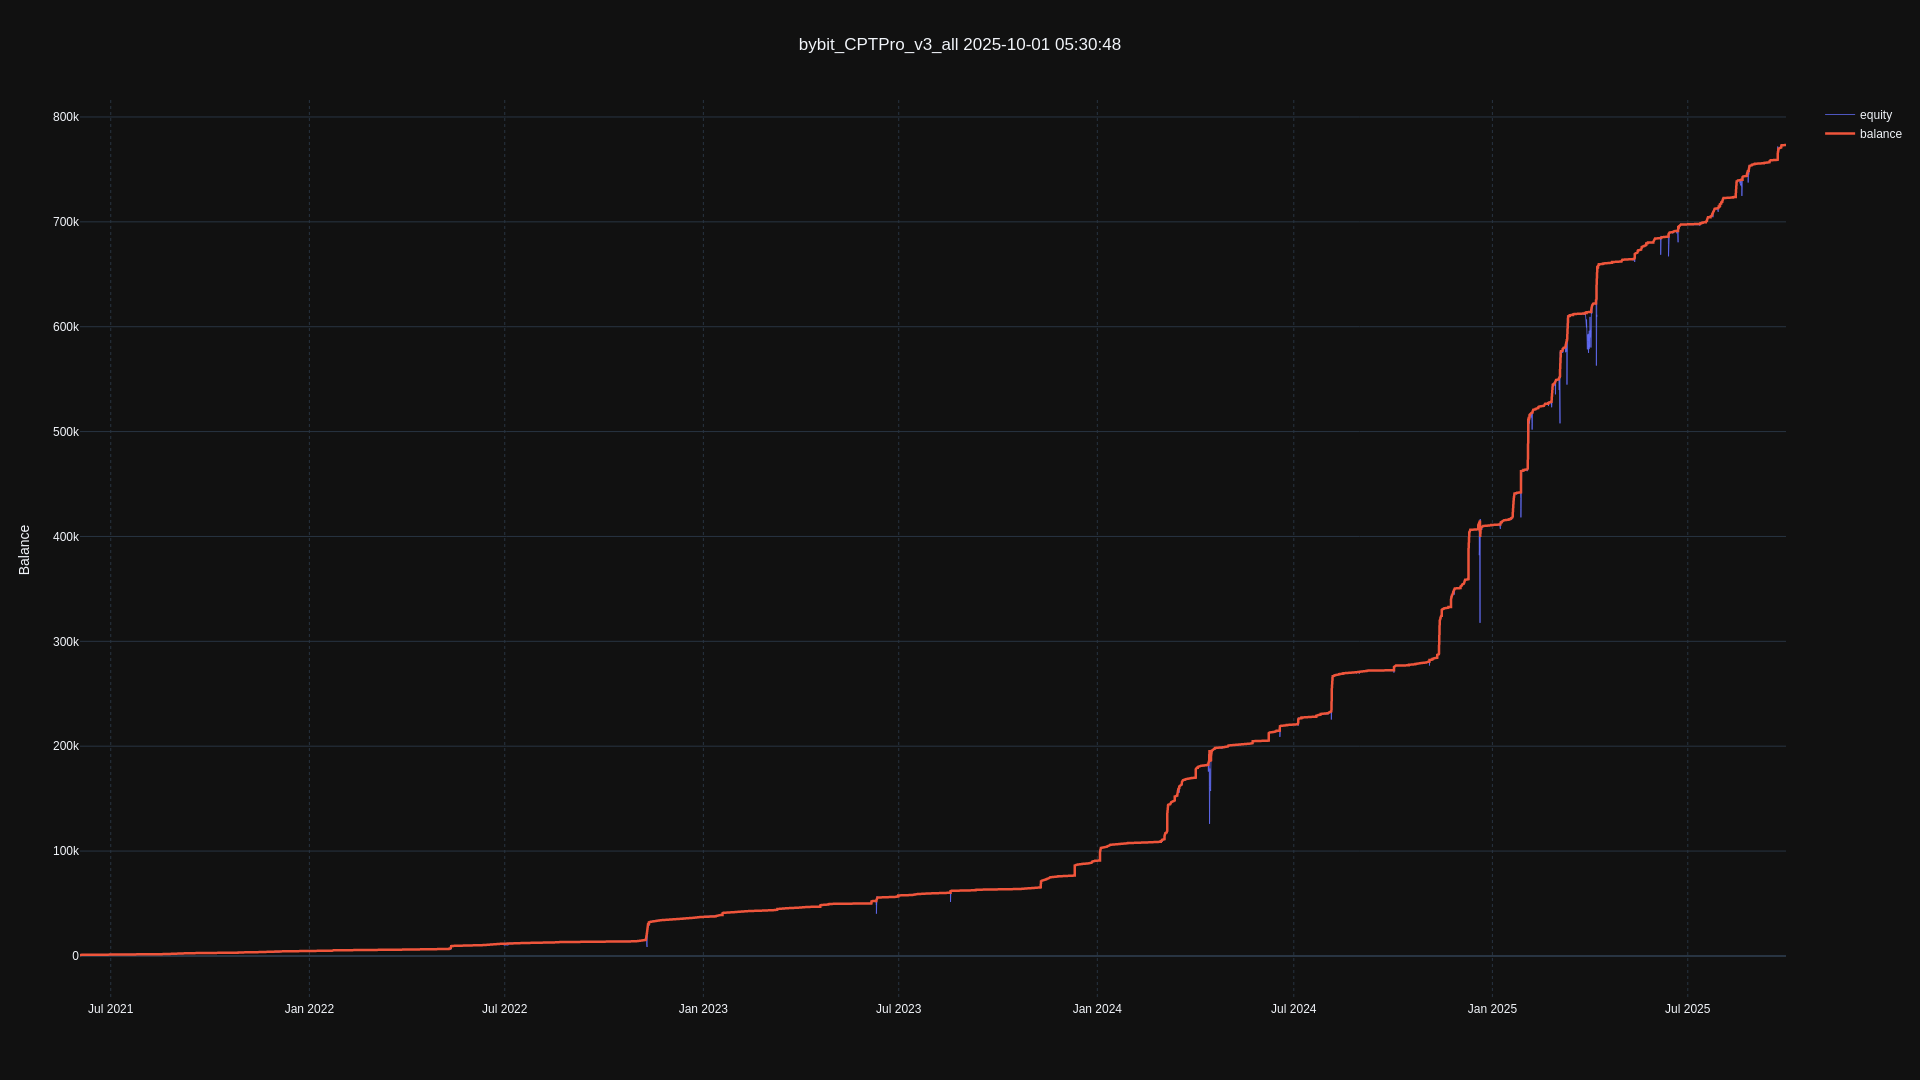 bybit_CPTPro_v3_all 2025-10-01 05:30:48
equity
balance
800k
700k
600k
500k
400k
300k
200k
100k
0
Balance
Jul 2021
Jan 2022
Jul 2022
Jan 2023
Jul 2023
Jan 2024
Jul 2024
Jan 2025
Jul 2025